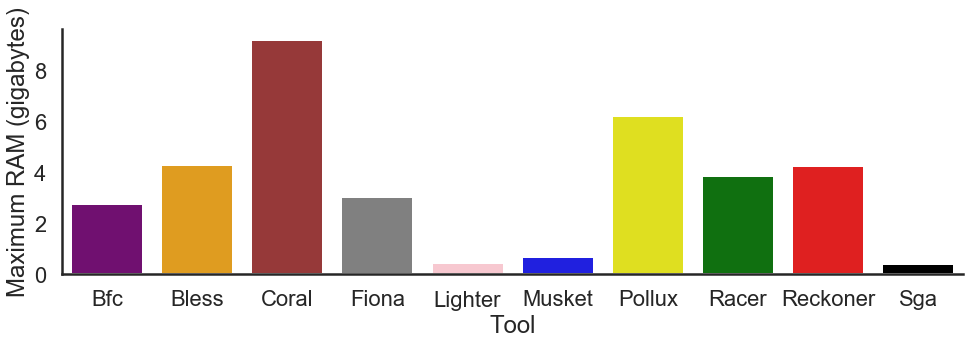 Maximum RAM (gigabytes)
8
6
4
2
0
Bfc Bless Coral Fiona Lighter Musket Pollux Racer Reckoner Sga
Tool